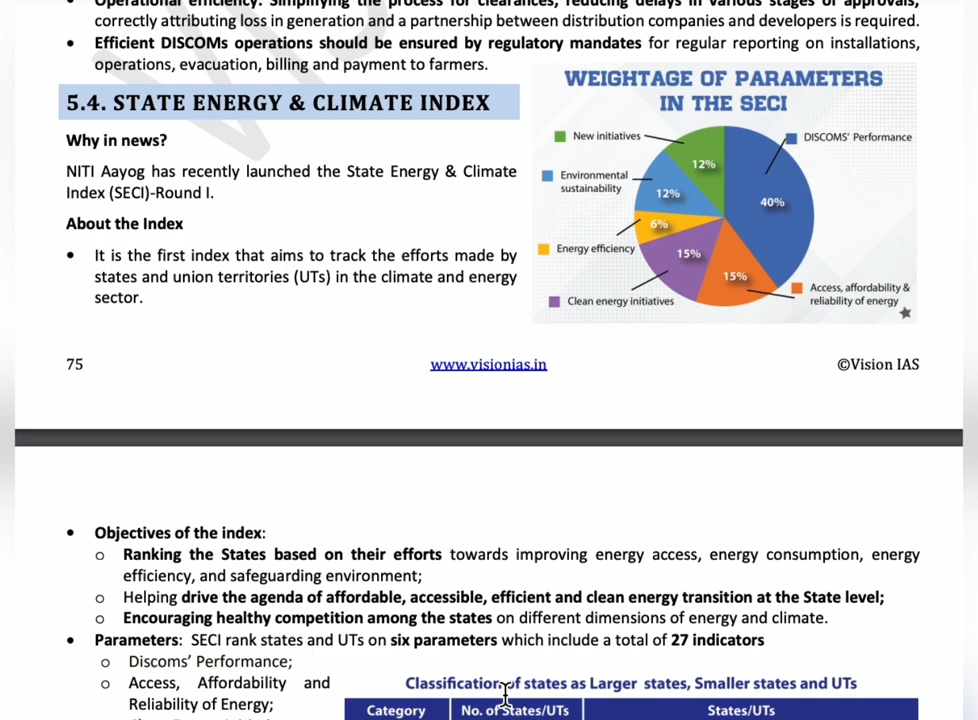 Operational efficiency: Simplifying the process for clearances, reducing delays in various stages of approvals,
correctly attributing loss in generation and a partnership between distribution companies and developers is required.
• Efficient DISCOMs operations should be ensured by regulatory mandates for regular reporting on installations,
operations, evacuation, billing and payment to farmers.
5.4. STATE ENERGY & CLIMATE INDEX
Why in news?
NITI Aayog has recently launched the State Energy & Climate
Index (SECI)-Round I.
About the Index
• It is the first index that aims to track the efforts made by
states and union territories (UTs) in the climate and energy
sector.
WEIGHTAGE OF PARAMETERS
IN THE SECI
New initiatives
DISCOMS' Performance
12%
Environmental
sustainability
12%
40%
6%
Energy efficiency
15%
15%
Clean energy initiatives
Access, affordability &
reliability of energy
75
www.visionias.in
©Vision IAS
• Objectives of the index:
o Ranking the States based on their efforts towards improving energy access, energy consumption, energy
efficiency, and safeguarding environment;
o Helping drive the agenda of affordable, accessible, efficient and clean energy transition at the State level;
o Encouraging healthy competition among the states on different dimensions of energy and climate.
• Parameters: SECI rank states and UTs on six parameters which include a total of 27 indicators
o Discoms' Performance;
o Access, Affordability and
Reliability of Energy;
Classification of states as Larger states, Smaller states and UTs
Category
No. of States/UTs
States/UTs